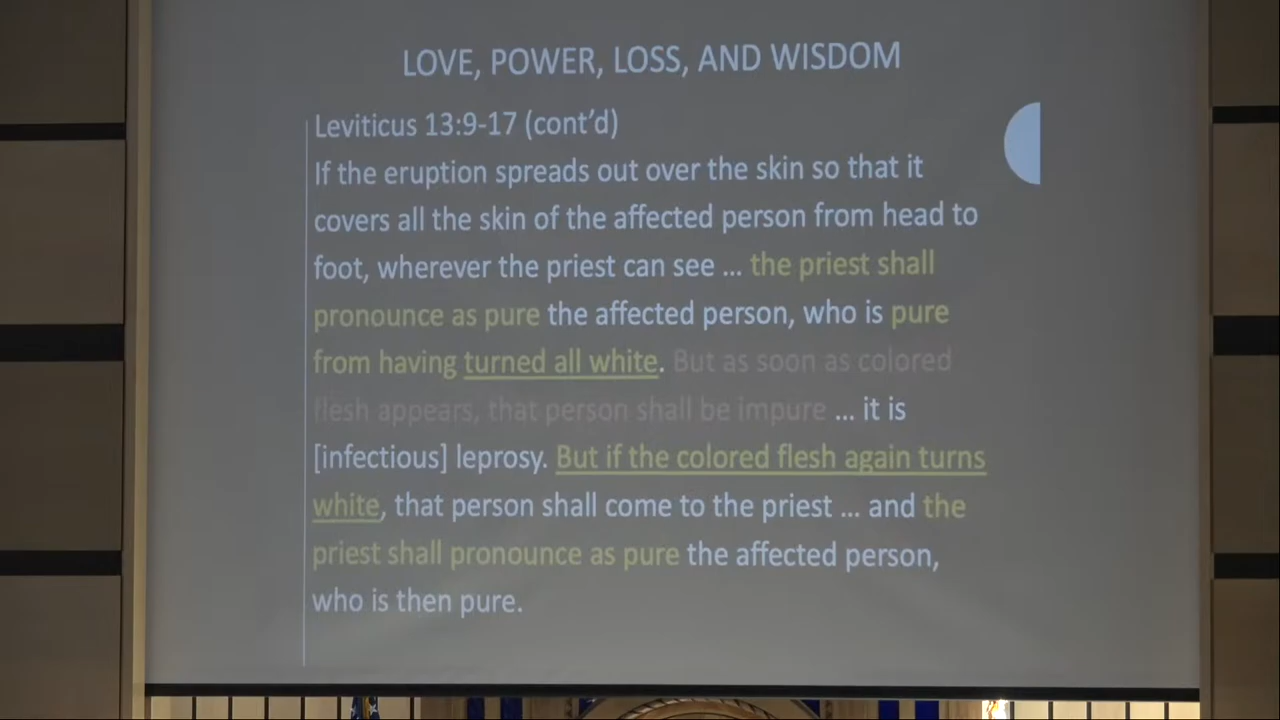 LOVE, POWER, LOSS, AND WISDOM
Leviticus 13:9-17 (cont’d)
If the eruption spreads out over the skin so that it
covers all the skin of the affected person from head to
foot, wherever the priest can see ... the priest shall
pronounce as pure the affected person, who is pure
from having turned all white. But as soon as colored
flesh appears, that person shall be impure ... it is
[infectious] leprosy. But if the colored flesh again turns
white, that person shall come to the priest ... and the
priest shall pronounce as pure the affected person,
who is then pure.